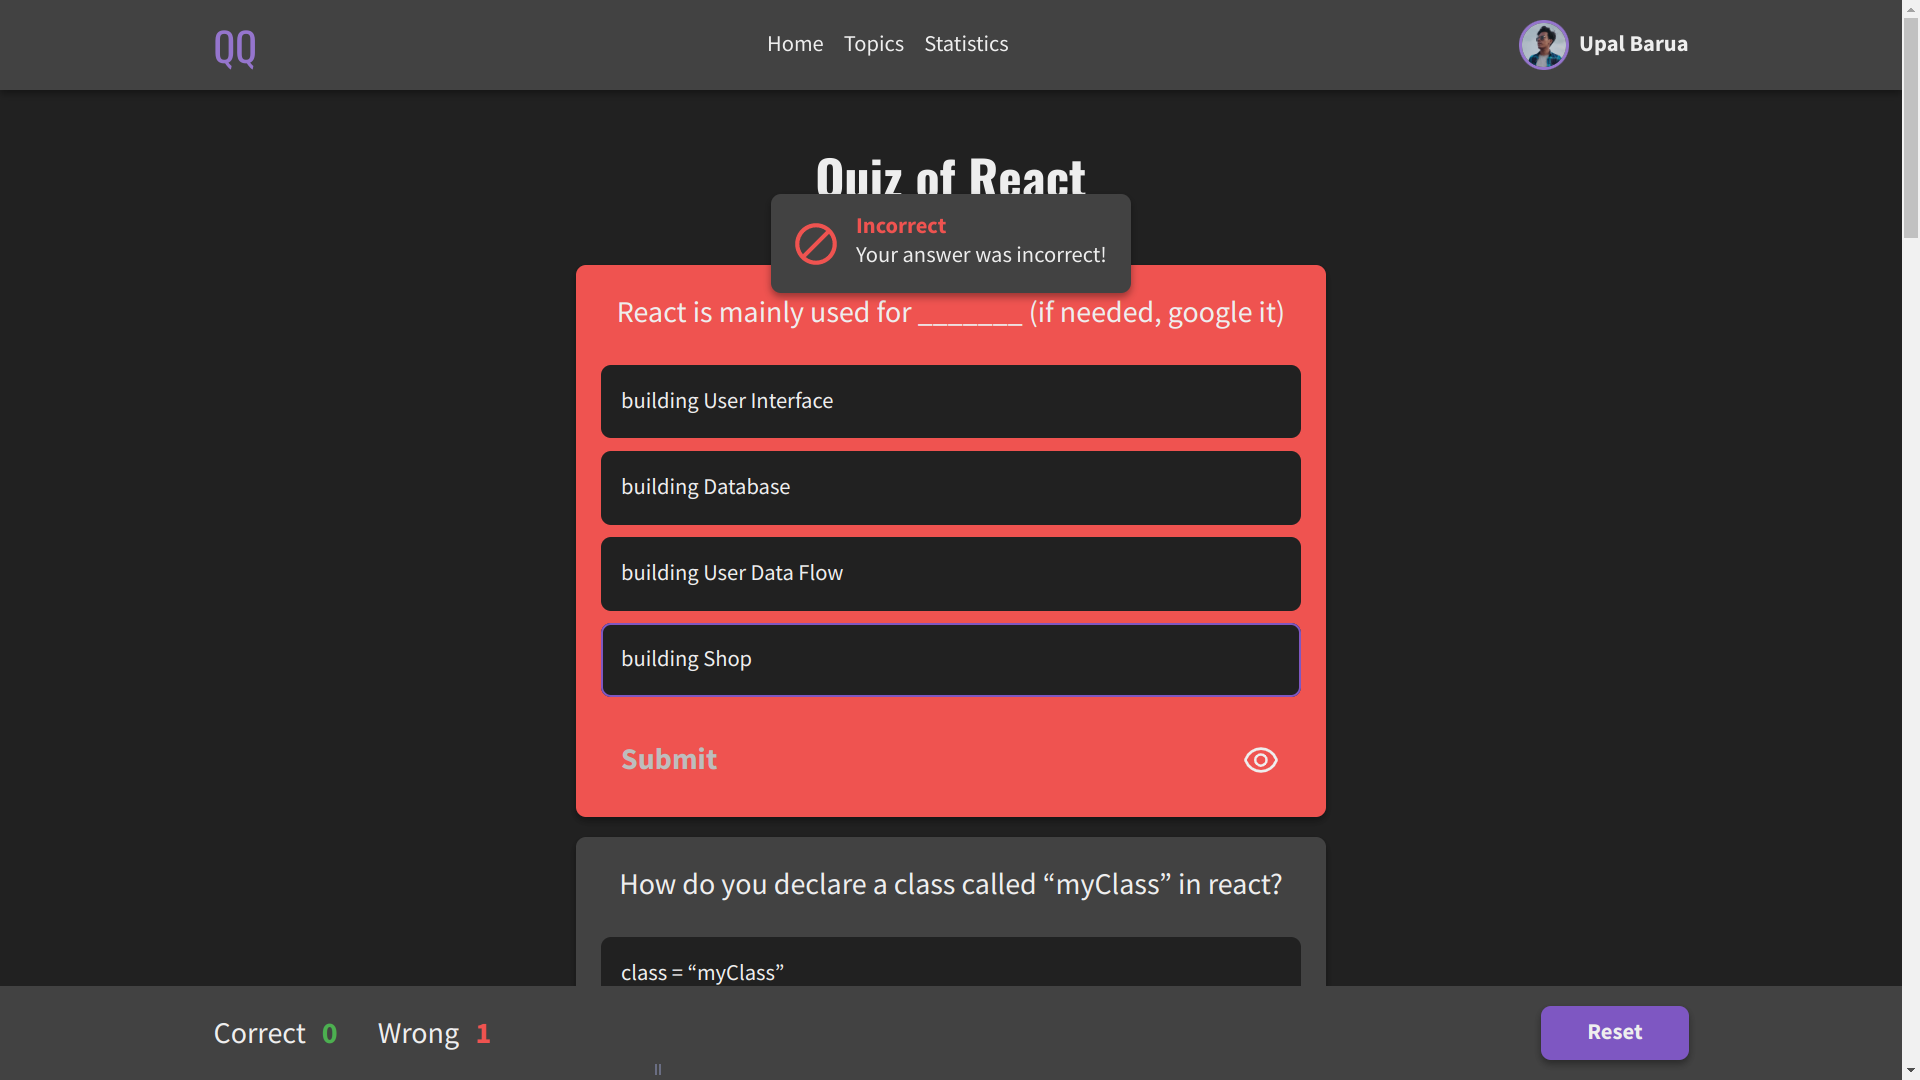 QQ
Home Topics Statistics
Upal Barua
Quiz of React
Incorrect
Your answer was incorrect!
React is mainly used for _______ (if needed, google it)
building User Interface
building Database
building User Data Flow
building Shop
Submit
How do you declare a class called “myClass” in react?
class = “myClass”
Correct 0 Wrong 1
Reset